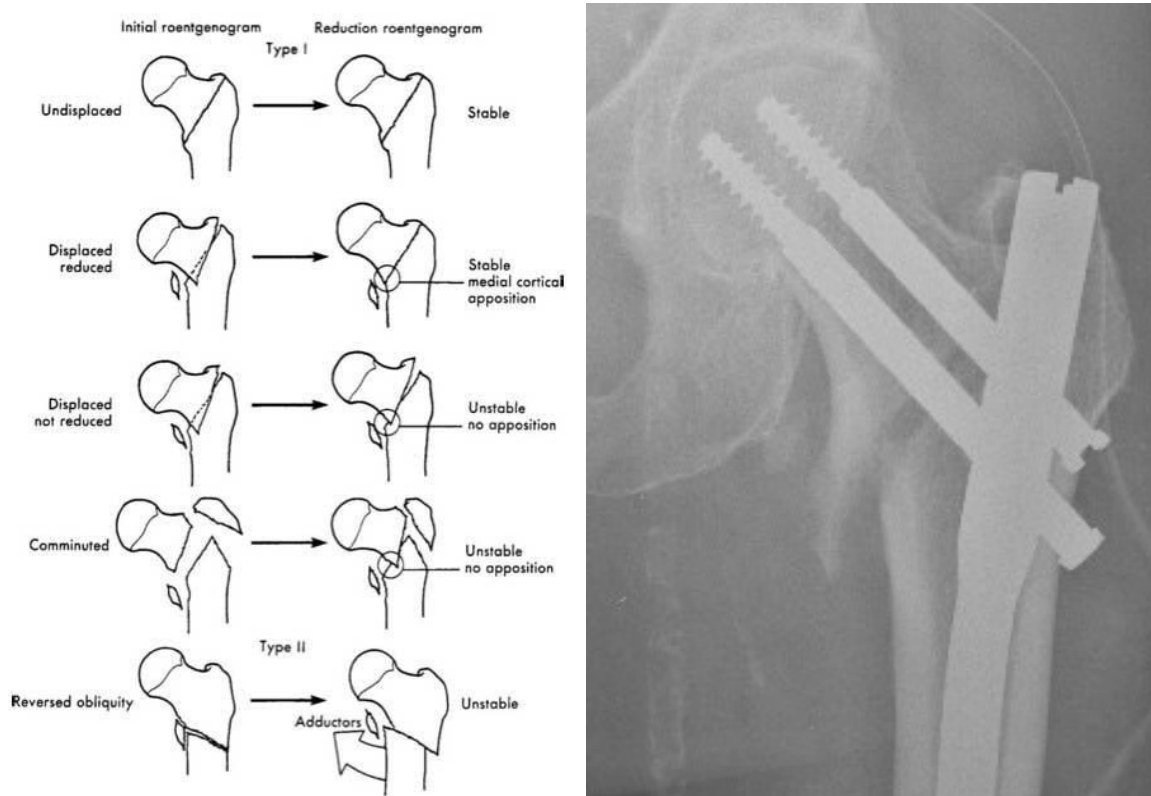 Initial roentgenogram Reduction roentgenogram
Type I
Undisplaced Stable
Displaced
reduced
Stable
medial cortical
apposition
Displaced
not reduced
Unstable
no apposition
Comminuted
Unstable
no apposition
Type II
Reversed obliquity Unstable
Adductors